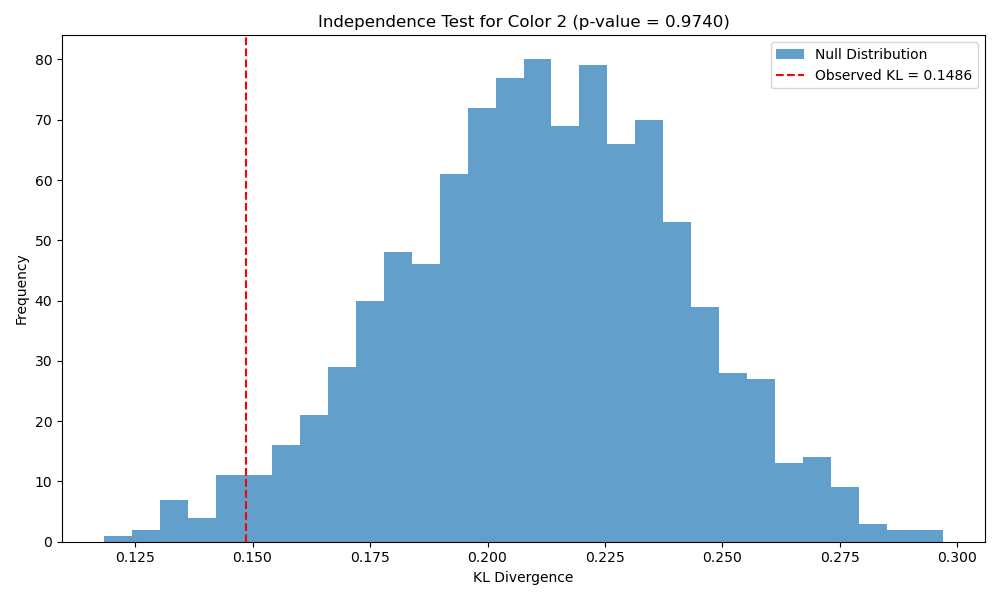 Independence Test for Color 2 (p-value = 0.9740)
Null Distribution
Observed KL = 0.1486
Frequency
80
70
60
50
40
30
20
10
0
0.125 0.150 0.175 0.200 0.225 0.250 0.275 0.300
KL Divergence